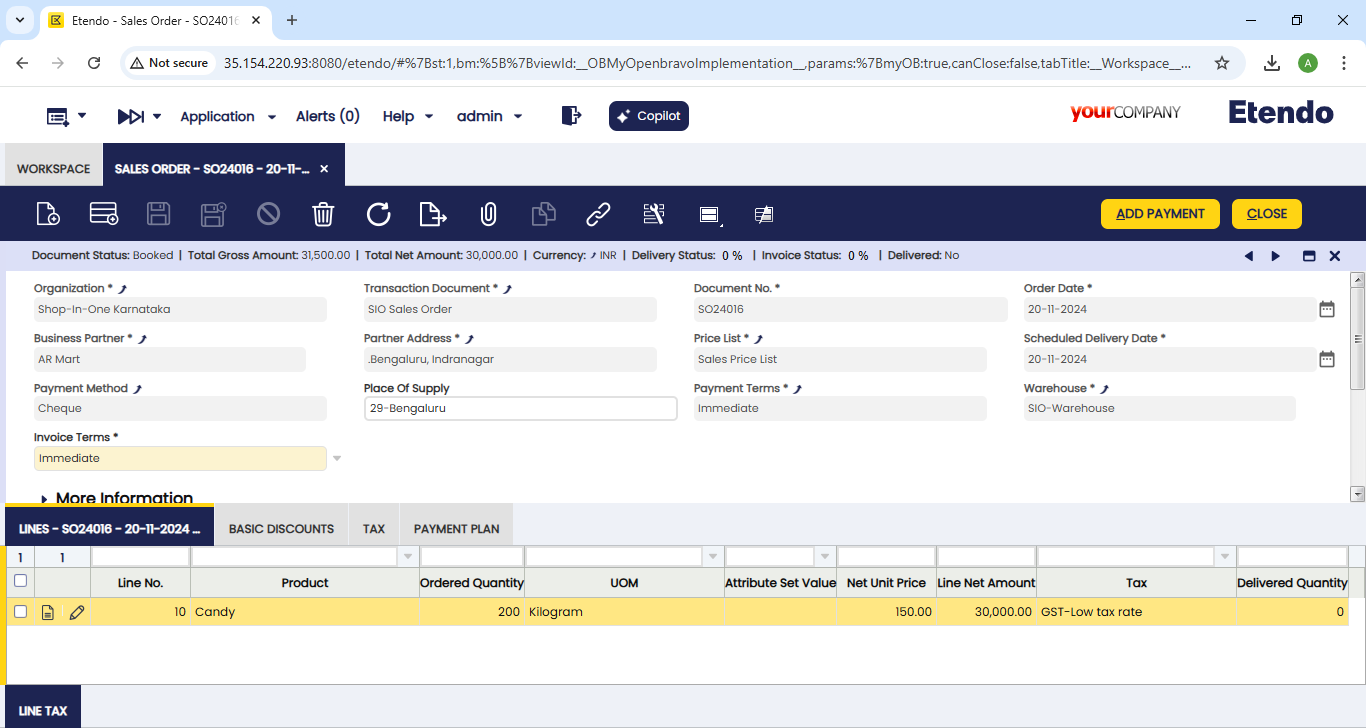 Etendo - Sales Order - SO24016
Not secure
35.154.220.93:8080/etendo/#%7Bst:1,bm:%5B%7BviewId:__OBMyOpenbravoImplementation__,params:%7BmyOB:true,canClose:false,tabTitle:__Workspace__...
A
Application
Alerts (0)
Help
admin
Copilot
yourCOMPANY
Etendo
WORKSPACE
SALES ORDER - SO24016 - 20-11-...
ADD PAYMENT
CLOSE
Document Status: Booked | Total Gross Amount: 31,500.00 | Total Net Amount: 30,000.00 | Currency: INR | Delivery Status: 0 % | Invoice Status: 0 % | Delivered: No
Organization * Transaction Document * Document No. * Order Date *
Shop-In-One Karnataka SIO Sales Order SO24016 20-11-2024
Business Partner * Partner Address * Price List * Scheduled Delivery Date *
AR Mart .Bengaluru, Indranagar Sales Price List 20-11-2024
Payment Method Place Of Supply Payment Terms * Warehouse *
Cheque 29-Bengaluru Immediate SIO-Warehouse
Invoice Terms *
Immediate
More Information
LINES - SO24016 - 20-11-2024 ... BASIC DISCOUNTS TAX PAYMENT PLAN
1 1
Line No. Product Ordered Quantity UOM Attribute Set Value Net Unit Price Line Net Amount Tax Delivered Quantity
10 Candy 200 Kilogram 150.00 30,000.00 GST-Low tax rate 0
LINE TAX